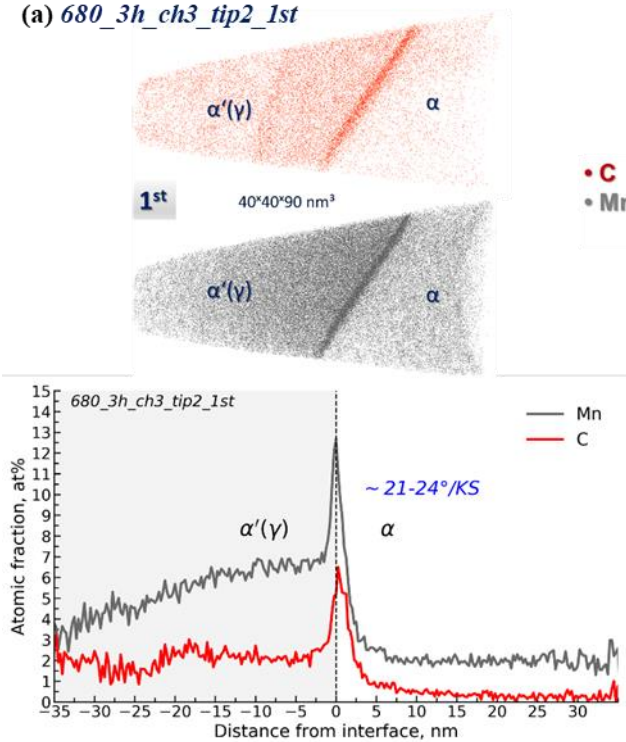 (a) 680_3h_ch3_tip2_1st
α′(γ)
α
• C
1st
40*40*90 nm³
α′(γ)
α
15
14
13
12
11
10
9
8
7
6
5
4
3
2
1
0
Atomic fraction, at%
680_3h_ch3_tip2_1st
Mn
C
~ 21-24°/KS
α′(γ)
α
−35 −30 −25 −20 −15 −10 −5 0 5 10 15 20 25 30
Distance from interface, nm